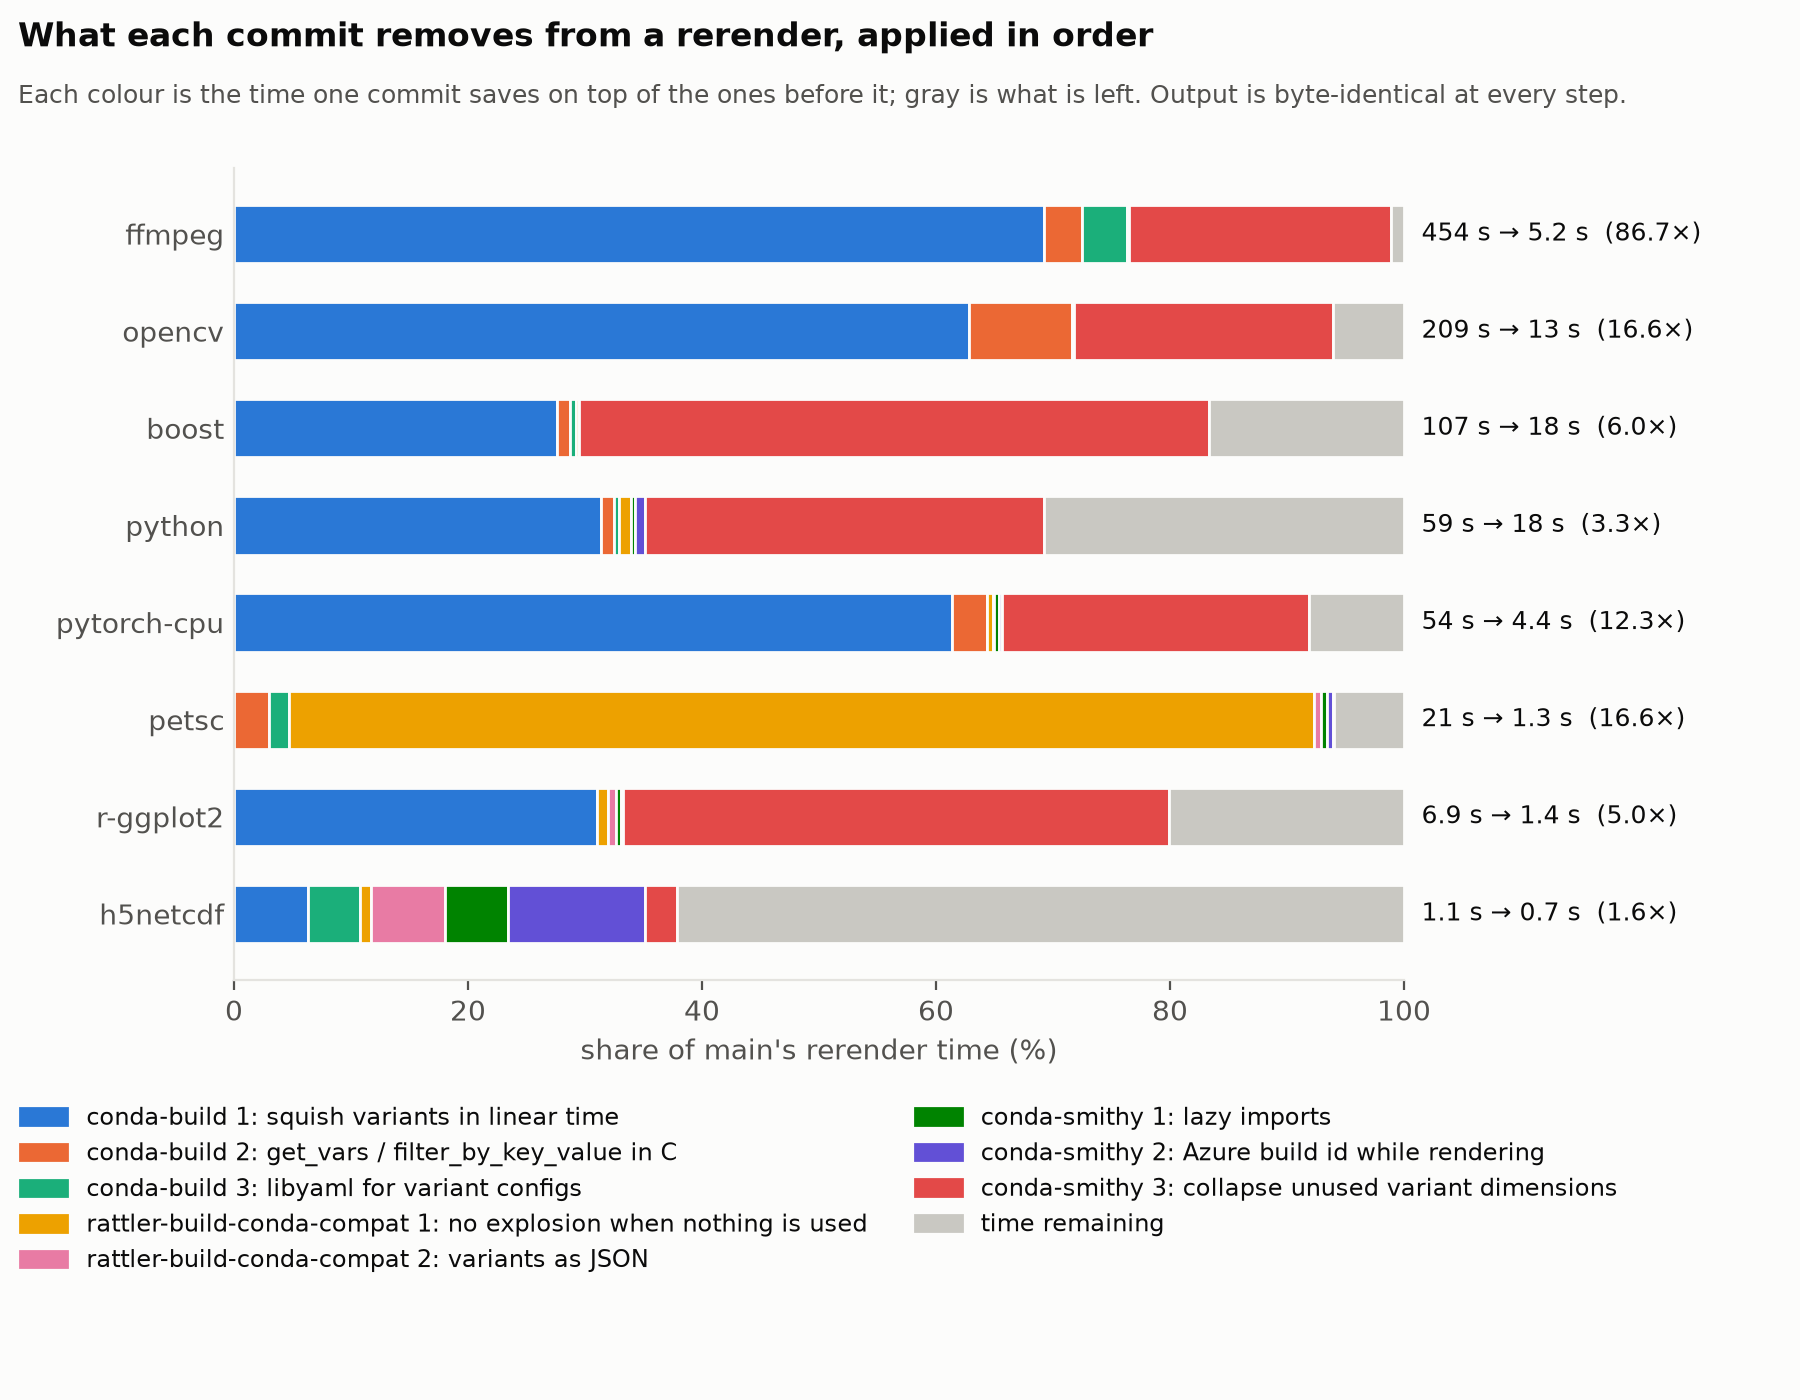 What each commit removes from a rerender, applied in order
Each colour is the time one commit saves on top of the ones before it; gray is what is left. Output is byte-identical at every step.
ffmpeg 454 s → 5.2 s (86.7×)
opencv 209 s → 13 s (16.6×)
boost 107 s → 18 s (6.0×)
python 59 s → 18 s (3.3×)
pytorch-cpu 54 s → 4.4 s (12.3×)
petsc 21 s → 1.3 s (16.6×)
r-ggplot2 6.9 s → 1.4 s (5.0×)
h5netcdf 1.1 s → 0.7 s (1.6×)
0 20 40 60 80 100
share of main's rerender time (%)
conda-build 1: squish variants in linear time
conda-build 2: get_vars / filter_by_key_value in C
conda-build 3: libyaml for variant configs
rattler-build-conda-compat 1: no explosion when nothing is used
rattler-build-conda-compat 2: variants as JSON
conda-smithy 1: lazy imports
conda-smithy 2: Azure build id while rendering
conda-smithy 3: collapse unused variant dimensions
time remaining